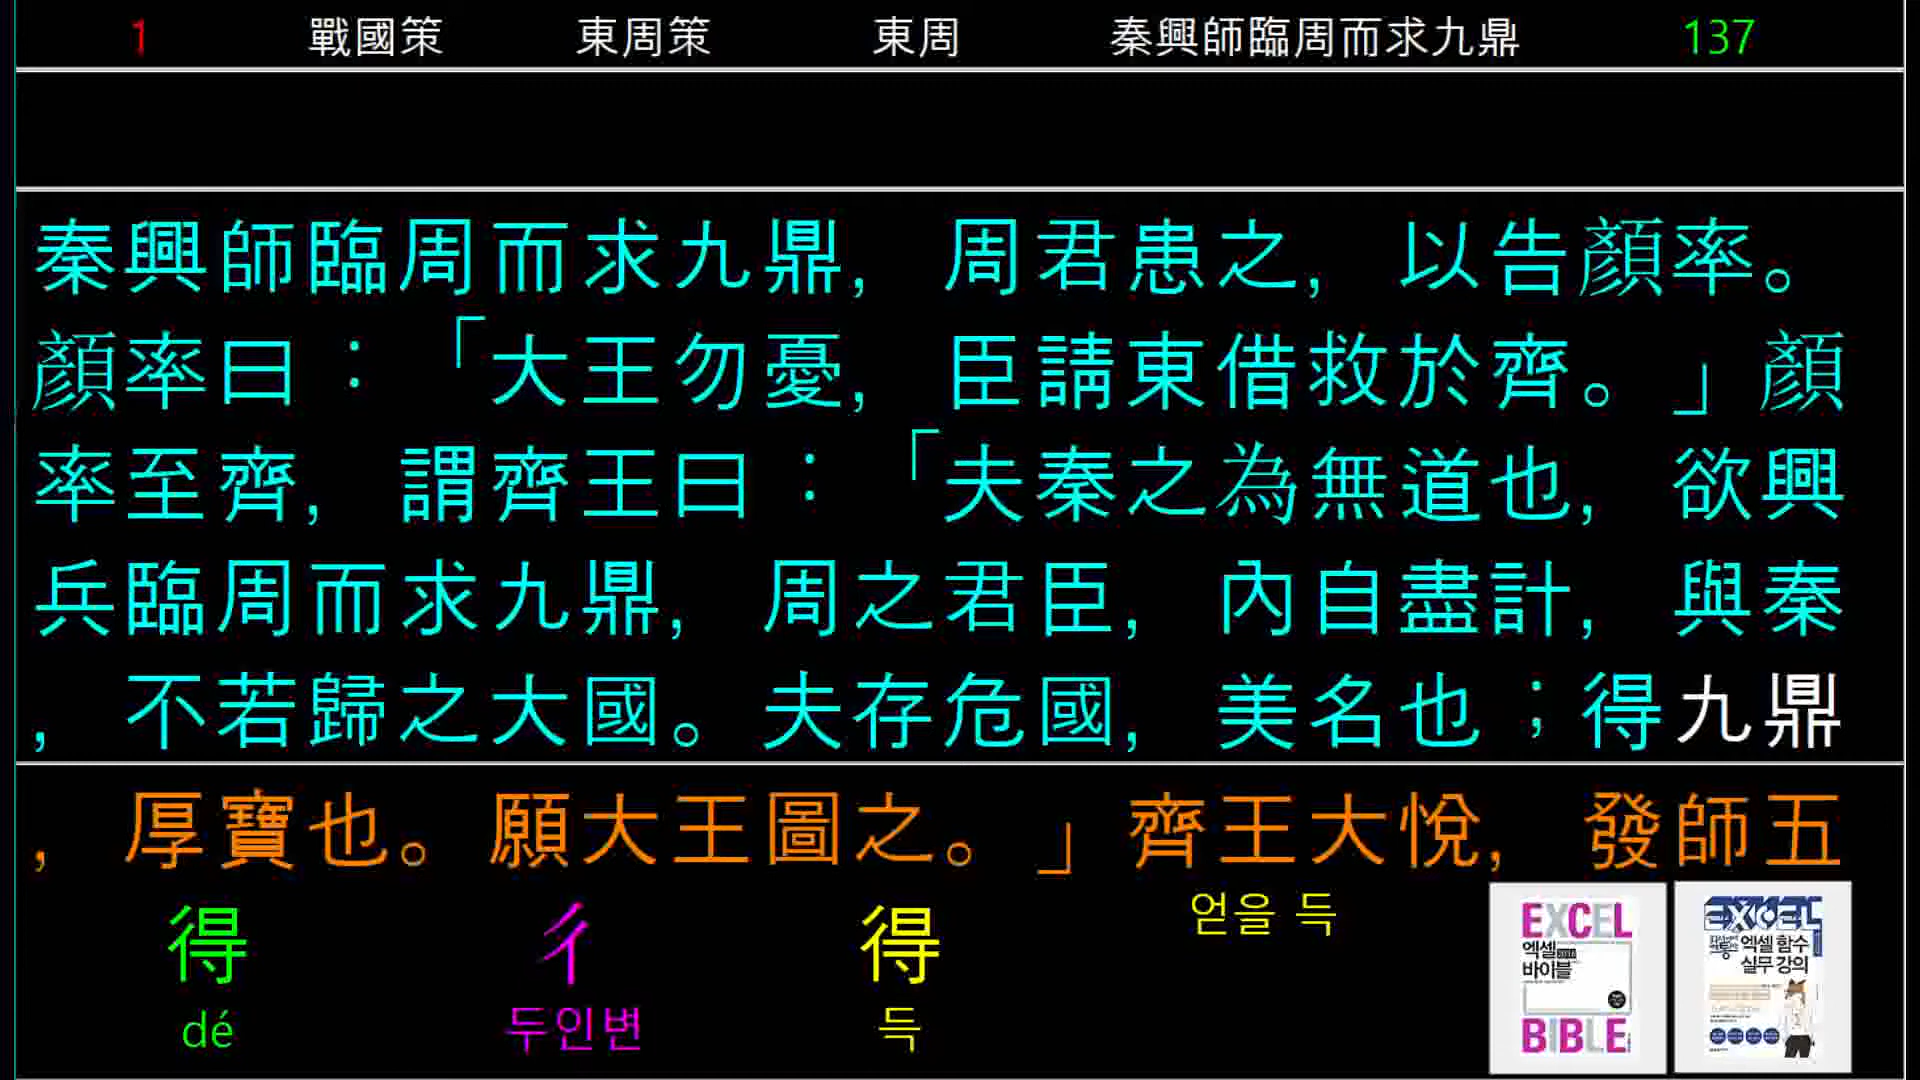 1 戰國策 東周策 東周 秦興師臨周而求九鼎 137
秦興師臨周而求九鼎, 周君患之, 以告顏率。
顏率曰：「大王勿憂, 臣請東借救於齊。」顏
率至齊, 謂齊王曰：「夫秦之為無道也, 欲興
兵臨周而求九鼎, 周之君臣, 內自盡計, 與秦
, 不若歸之大國。夫存危國, 美名也；得九鼎
, 厚寶也。願大王圖之。」齊王大悅, 發師五
得 彳 得 얻을 득
dé 두인변 득
EXCEL
엑셀
바이블
BIBLE
EXCEL
엑셀 함수
실무 강의